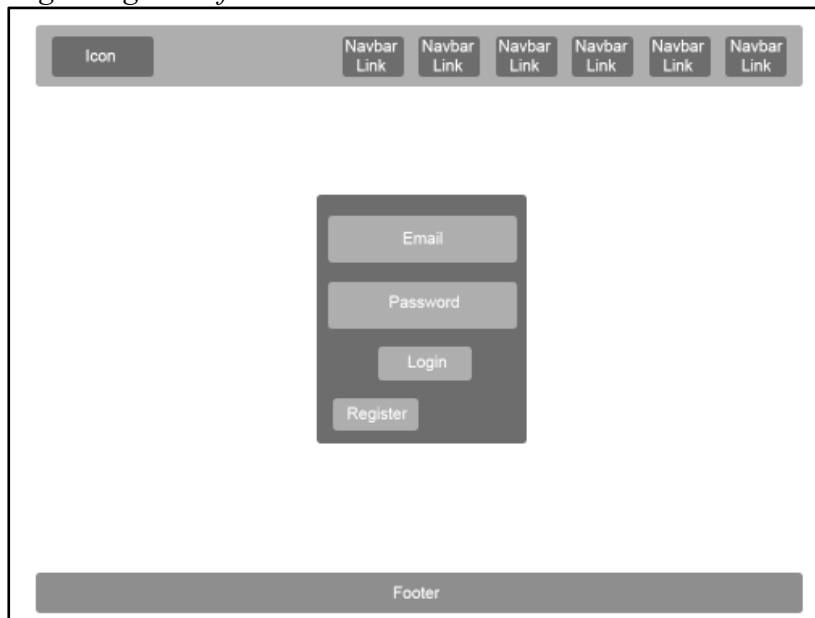 Icon
Navbar Link
Navbar Link
Navbar Link
Navbar Link
Navbar Link
Navbar Link
Email
Password
Login
Register
Footer